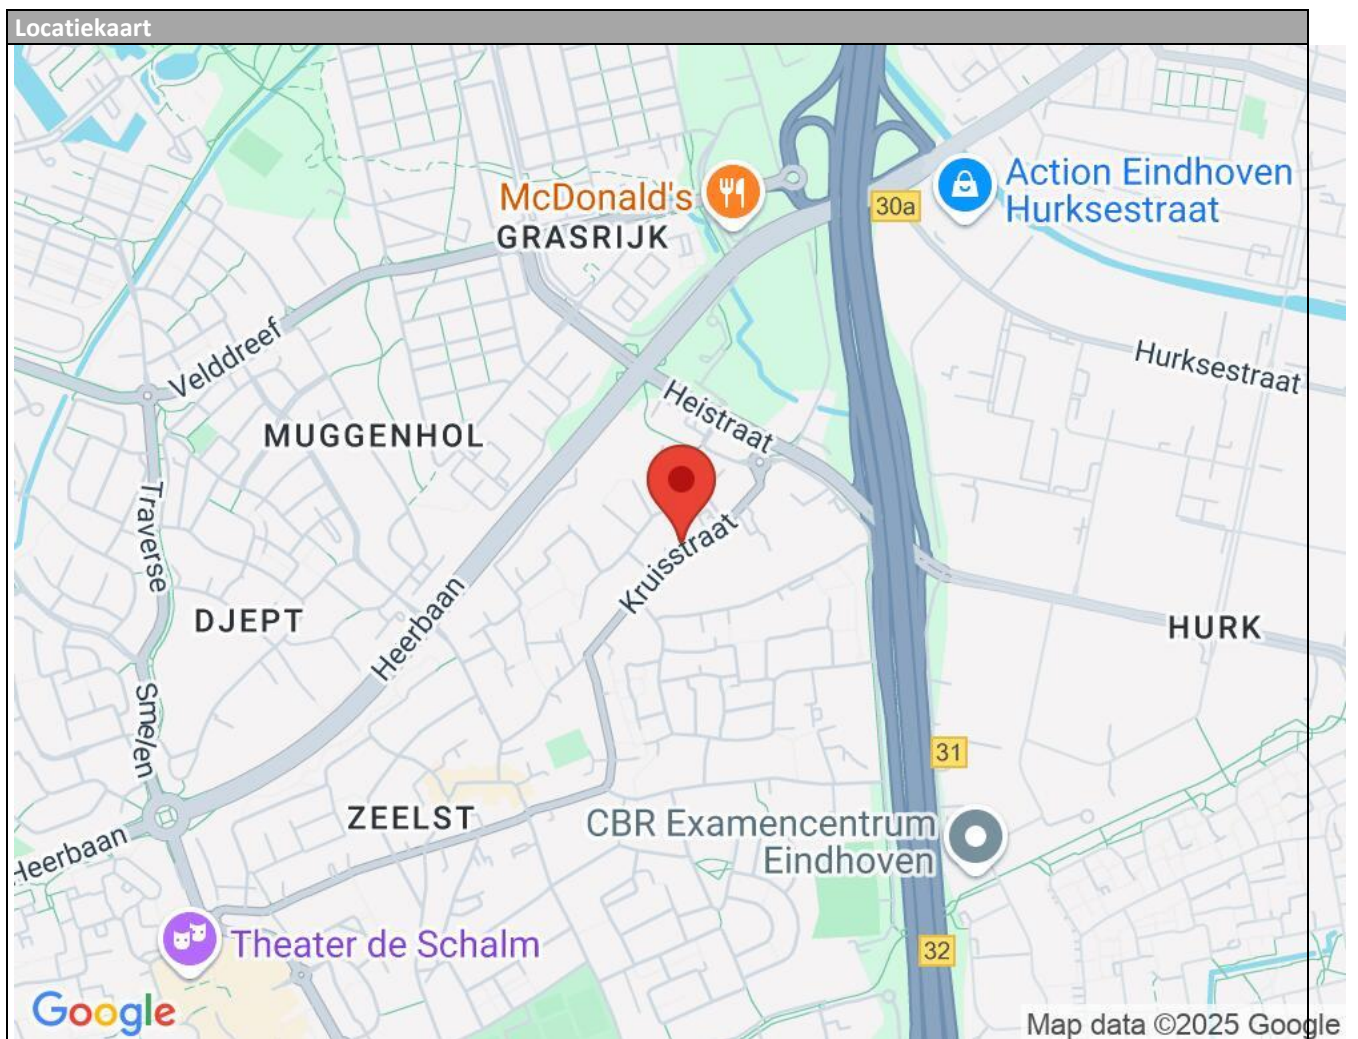 Locatiekaart
McDonald's
GRASRIJK
30a
Action Eindhoven
Hurksestraat
Velddreef
Hurksestraat
Heistraat
MUGGENHOL
Traverse
Kruisstraat
DJEPT
Heerbaan
HURK
Smelen
31
ZEELST
CBR Examencentrum
Eindhoven
Heerbaan
Theater de Schalm
32
Google
Map data ©2025 Google